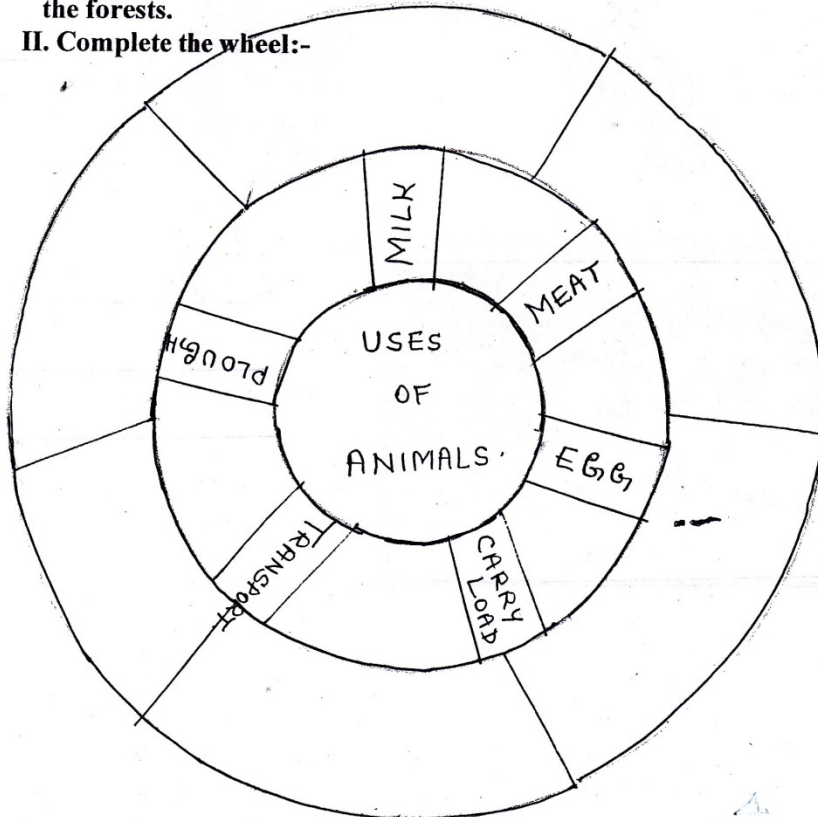 the forests.
II. Complete the wheel:-
MILK
MEAT
EGG
CARRY
LOAD
TRANSPORT.
PLOUGH
USES
OF
ANIMALS.